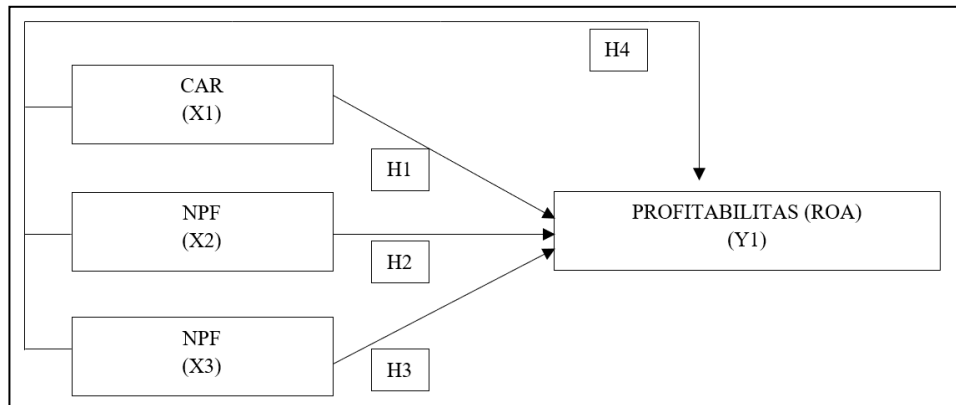 H4
CAR
(X1)
H1
NPF
(X2)
H2
PROFITABILITAS (ROA)
(Y1)
NPF
(X3)
H3